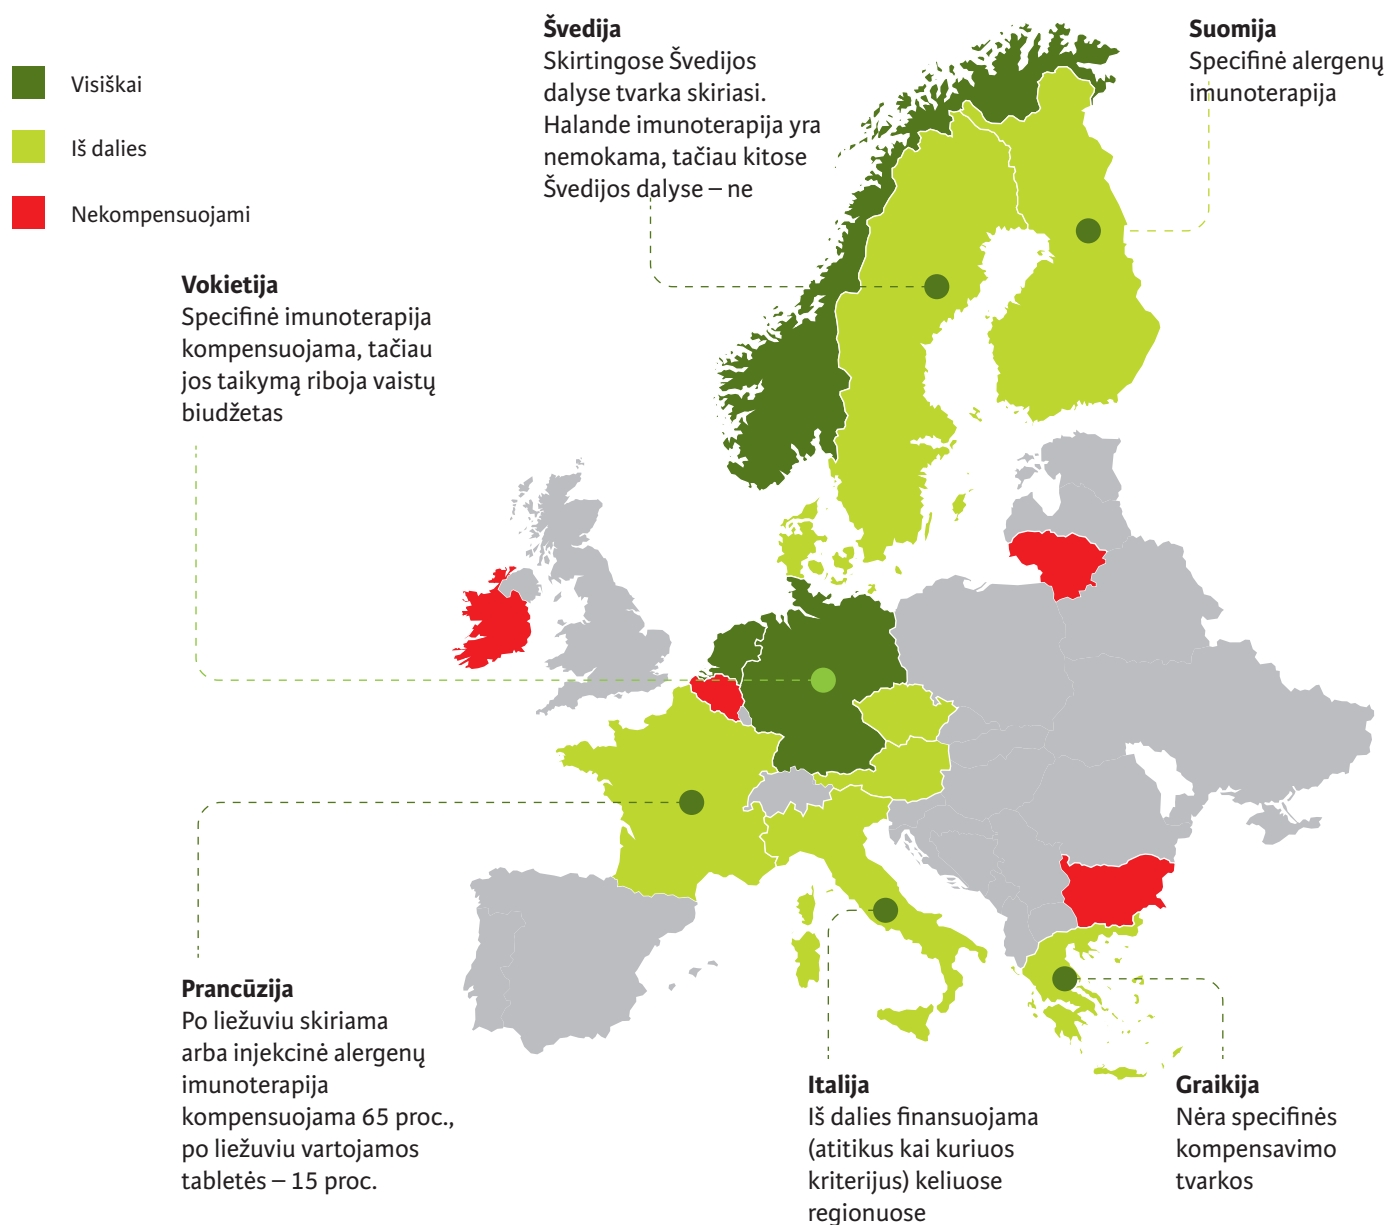 Visiškai
Iš dalies
Nekompensuojami
Švedija
Skirtingose Švedijos
dalyse tvarka skiriasi.
Halande imunoterapija yra
nemokama, tačiau kitose
Švedijos dalyse – ne
Suomija
Specifinė alergenų
imunoterapija
Vokietija
Specifinė imunoterapija
kompensuojama, tačiau
jos taikymą riboja vaistų
biudžetas
Prancūzija
Po liežuviu skiriama
arba injekcinė alergenų
imunoterapija
kompensuojama 65 proc.,
po liežuviu vartojamos
tabletės – 15 proc.
Italija
Iš dalies finansuojama
(atitikus kai kuriuos
kriterijus) keliuose
regionuose
Graikija
Nėra specifinės
kompensavimo
tvarkos